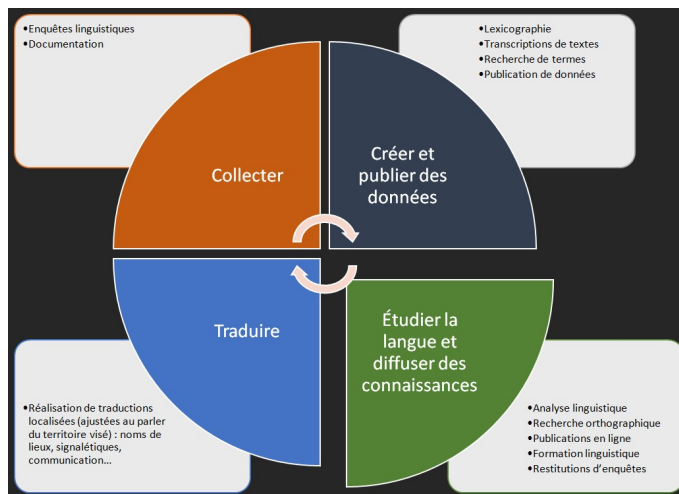 •Enquêtes linguistiques
•Documentation
•Lexicographie
•Transcriptions de textes
•Recherche de termes
•Publication de données
Collecter
Créer et
publier des
données
Traduire
Étudier la
langue et
diffuser des
connaissances
•Réalisation de traductions
localisées (ajustées au parler
du territoire visé) : noms de
lieux, signalétiques,
communication…
•Analyse linguistique
•Recherche orthographique
•Publications en ligne
•Formation linguistique
•Restitutions d'enquêtes